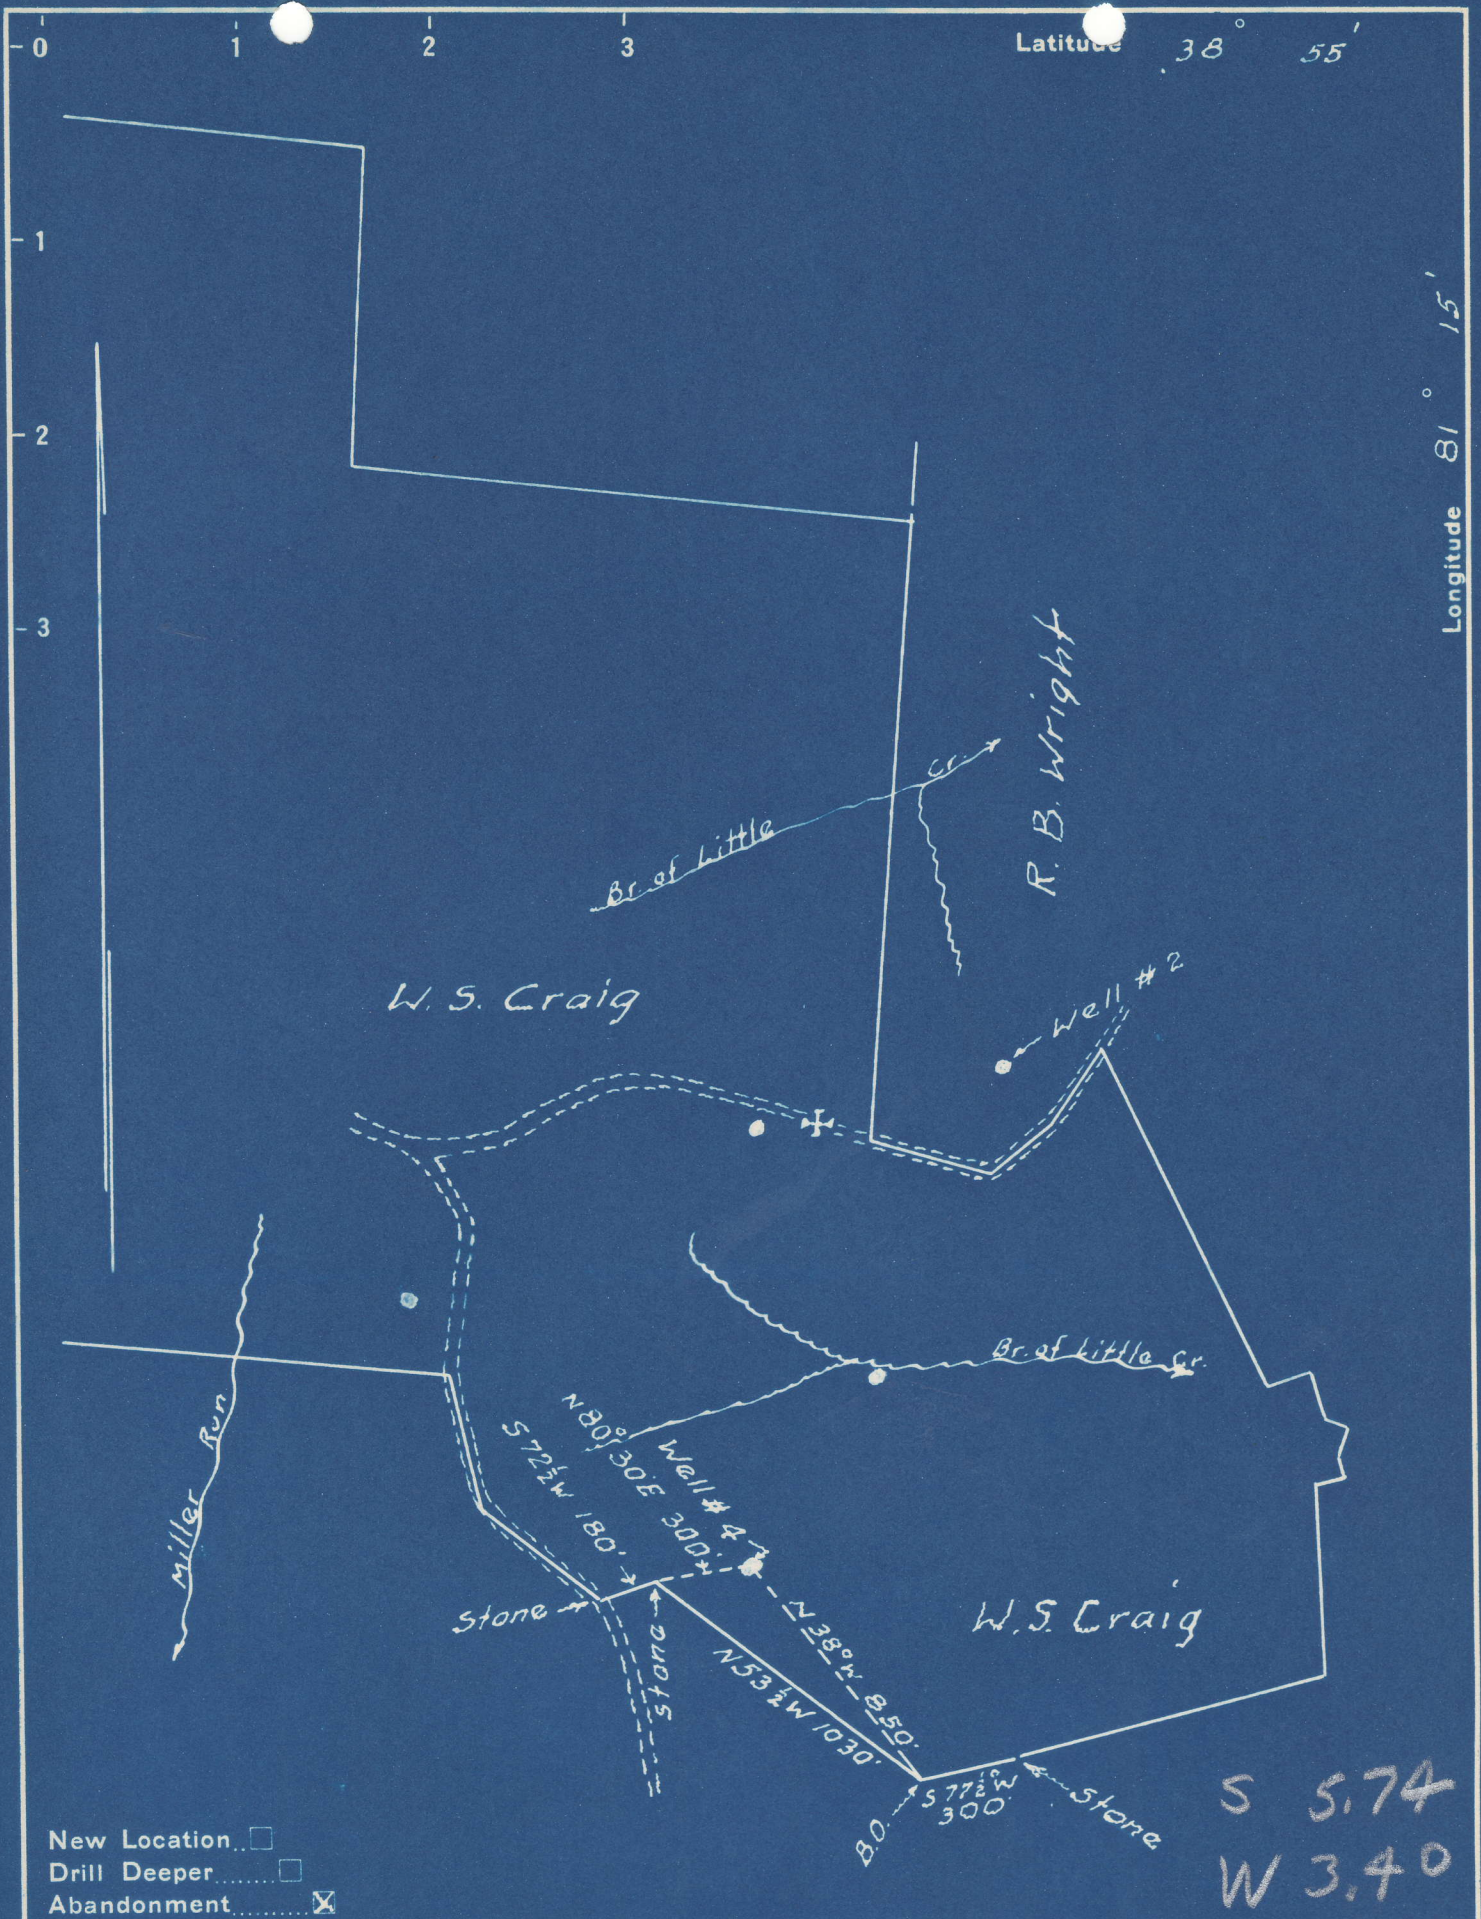 0 1 2 3 Latitude 38° 55'
1
2
3
Longitude 81° 15'
R. B. Wright
Br. of Little Cr.
W. S. Craig
Well #2
Br. of Little Cr.
Miller Run
N 80° 30' E 300'
S 72½ W 180'
Well #4
Stone
Stone
N 38° W 850'
N 53½ W 1030'
W. S. Craig
S 77½° W
300'
B.O.
Stone
S 5.74
W 3.40
New Location
Drill Deeper
Abandonment X